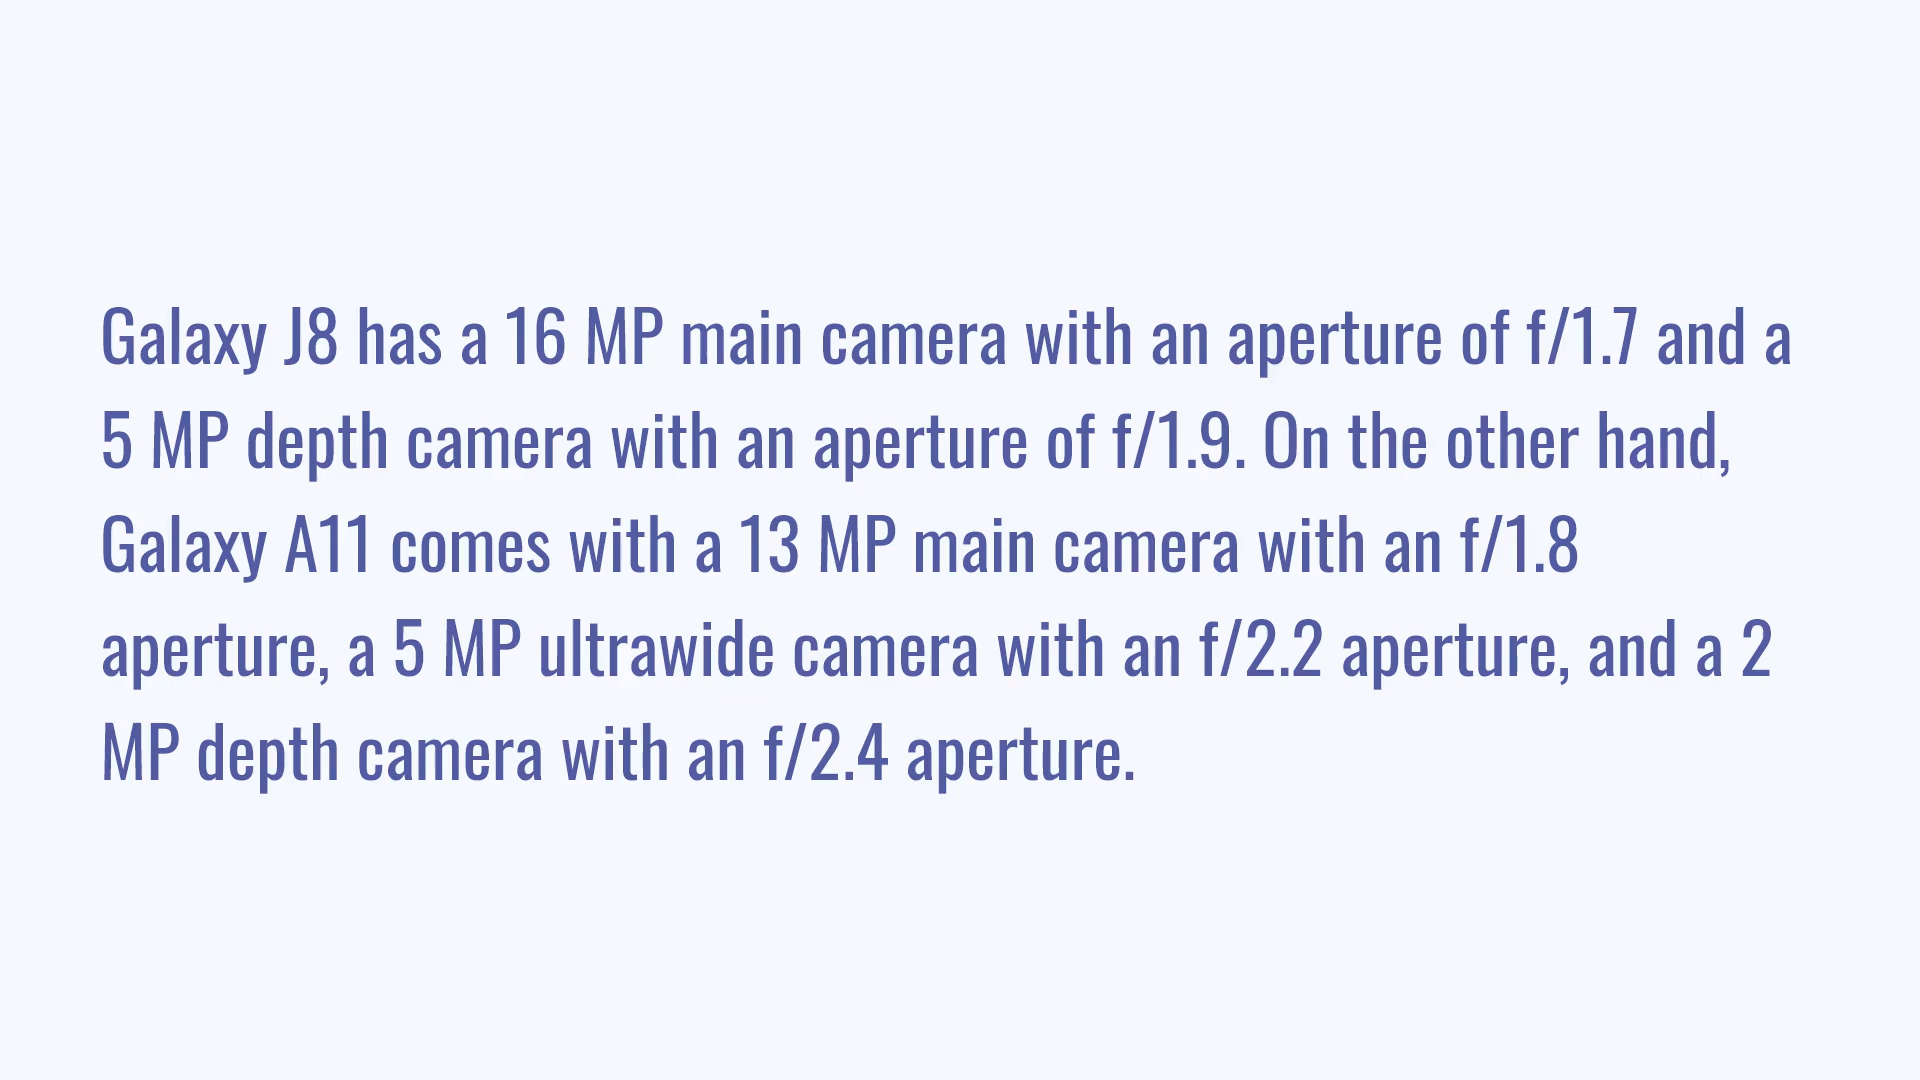 Galaxy J8 has a 16 MP main camera with an aperture of f/1.7 and a
5 MP depth camera with an aperture of f/1.9. On the other hand,
Galaxy A11 comes with a 13 MP main camera with an f/1.8
aperture, a 5 MP ultrawide camera with an f/2.2 aperture, and a 2
MP depth camera with an f/2.4 aperture.